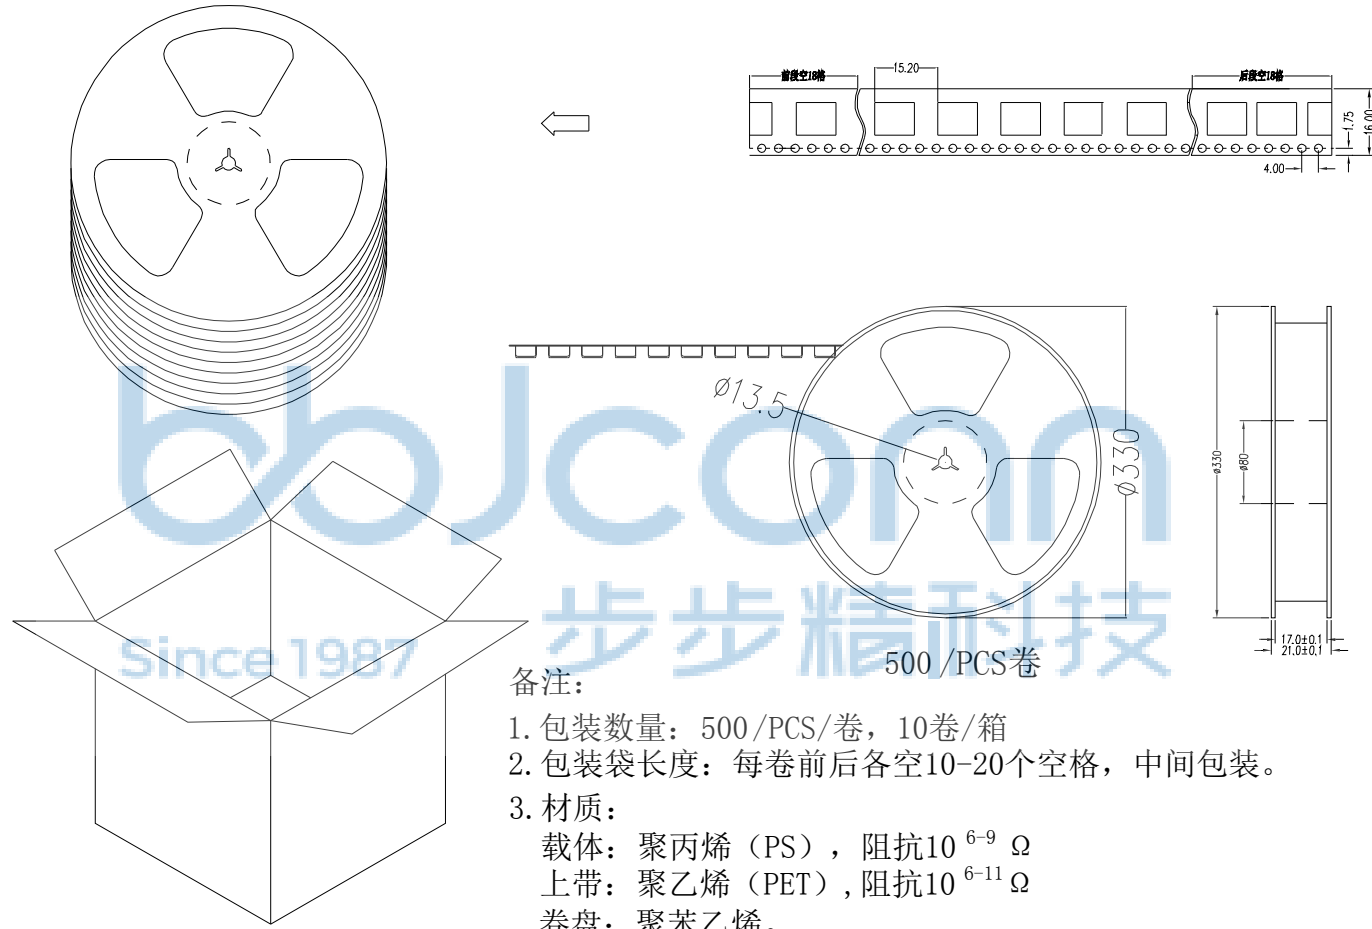 前段空18格
15.20
后段空18格
1.75
16.00
4.00
bbjconn
步步精科技
Since 1987
ø13.5
ø330
ø330
ø80
17.0±0.1
21.0±0.1
500/PCS卷
备注：
1.包装数量：500/PCS/卷，10卷/箱
2.包装袋长度：每卷前后各空10-20个空格，中间包装。
3.材质：
载体：聚丙烯（PS），阻抗10 6-9 Ω
上带：聚乙烯（PET）,阻抗10 6-11 Ω
卷盘：聚苯乙烯。